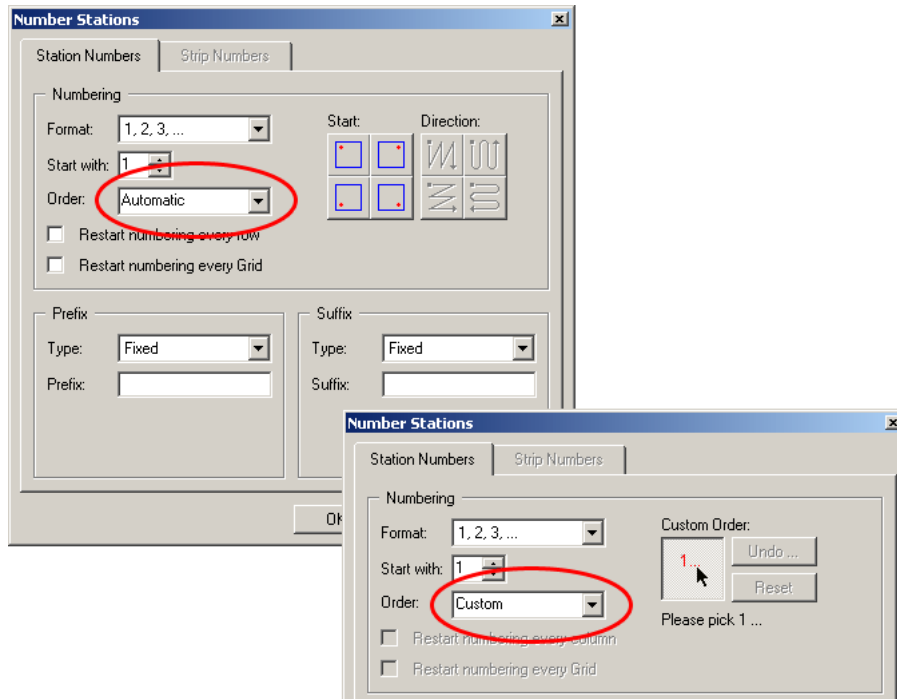 Number Stations
Station Numbers Strip Numbers
Numbering
Format: 1, 2, 3, ...
Start: Direction:
Start with: 1
Order: Automatic
Restart numbering every row
Restart numbering every Grid
Prefix
Type: Fixed
Prefix:
Suffix
Type: Fixed
Suffix:
OK
Number Stations
Station Numbers Strip Numbers
Numbering
Format: 1, 2, 3, ...
Start with: 1
Order: Custom
Restart numbering every column
Restart numbering every Grid
Custom Order:
1...
Undo ...
Reset
Please pick 1 ...